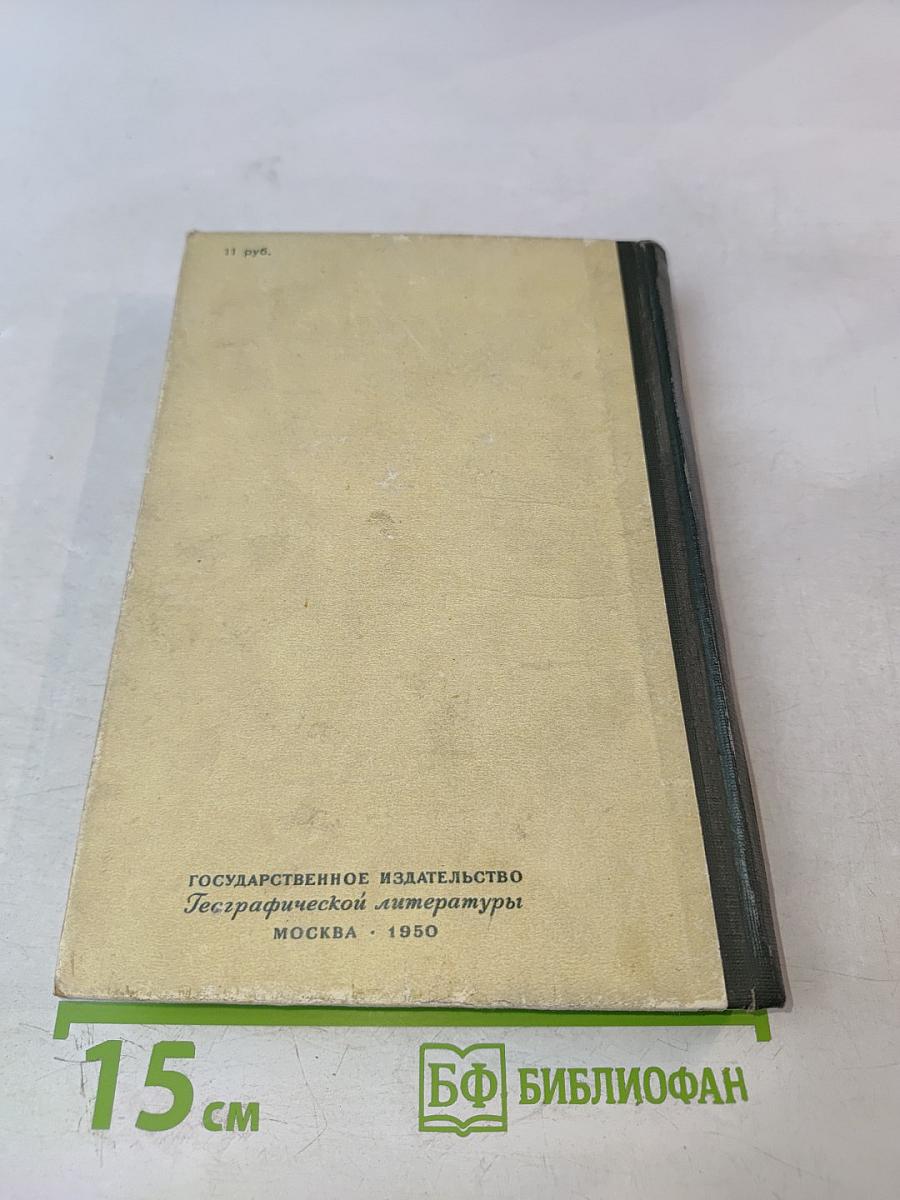 11 руб.
ГОСУДАРСТВЕННОЕ ИЗДАТЕЛЬСТВО
Географической литературы
МОСКВА · 1950
15 см
БФ БИБЛИОФАН